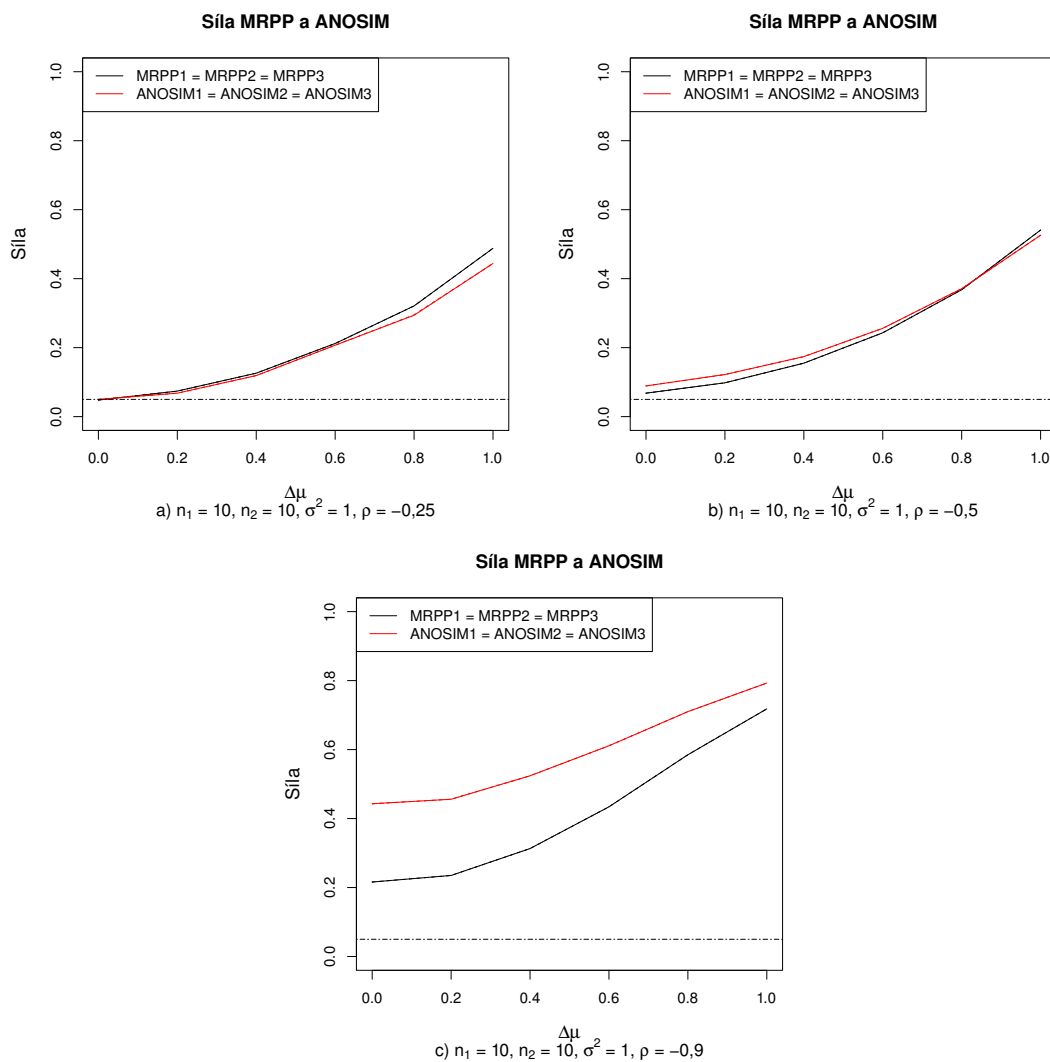 Síla MRPP a ANOSIM
MRPP1 = MRPP2 = MRPP3
ANOSIM1 = ANOSIM2 = ANOSIM3
Síla
1.0
0.8
0.6
0.4
0.2
0.0
0.0 0.2 0.4 0.6 0.8 1.0
Δμ
a) n₁ = 10, n₂ = 10, σ² = 1, ρ = −0,25
Síla MRPP a ANOSIM
MRPP1 = MRPP2 = MRPP3
ANOSIM1 = ANOSIM2 = ANOSIM3
Síla
1.0
0.8
0.6
0.4
0.2
0.0
0.0 0.2 0.4 0.6 0.8 1.0
Δμ
b) n₁ = 10, n₂ = 10, σ² = 1, ρ = −0,5
Síla MRPP a ANOSIM
MRPP1 = MRPP2 = MRPP3
ANOSIM1 = ANOSIM2 = ANOSIM3
Síla
1.0
0.8
0.6
0.4
0.2
0.0
0.0 0.2 0.4 0.6 0.8 1.0
Δμ
c) n₁ = 10, n₂ = 10, σ² = 1, ρ = −0,9